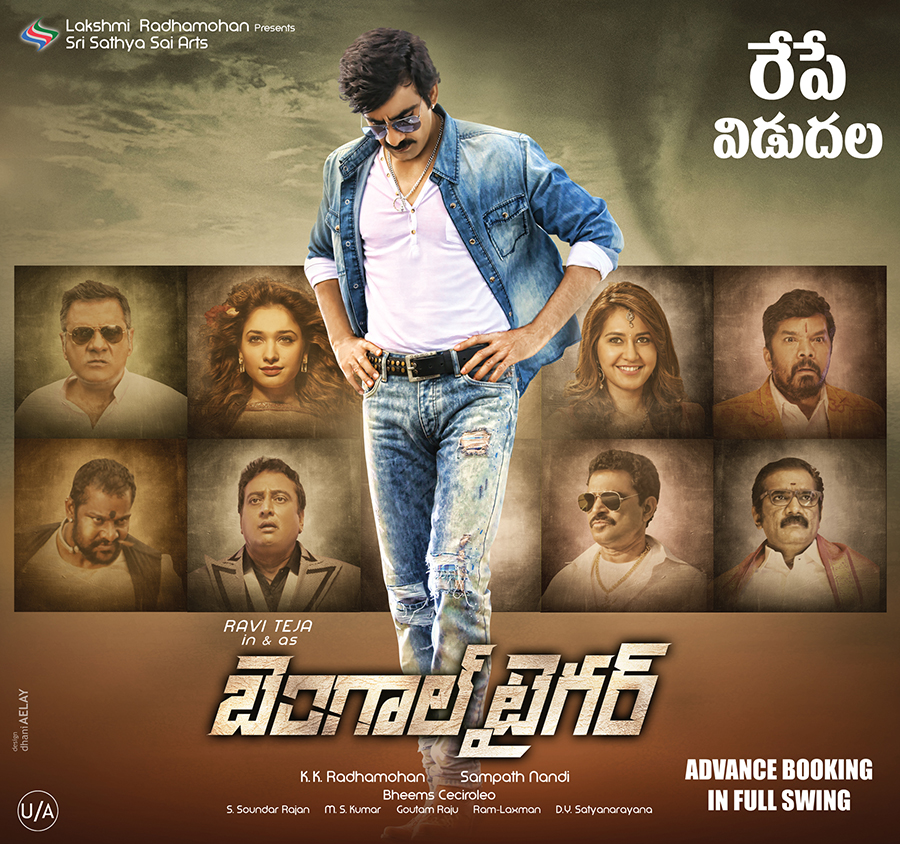 Lakshmi Radhamohan Presents
Sri Sathya Sai Arts
రేపే
విడుదల
RAVI TEJA
in & as
బెంగాల్ టైగర్
K.K. Radhamohan Sampath Nandi
Bheems Ceciroleo
S. Soundar Rajan M. S. Kumar Goutam Raju Ram-Laxman D.Y. Satyanarayana
ADVANCE BOOKING
IN FULL SWING
design
dhani AELAY
U/A